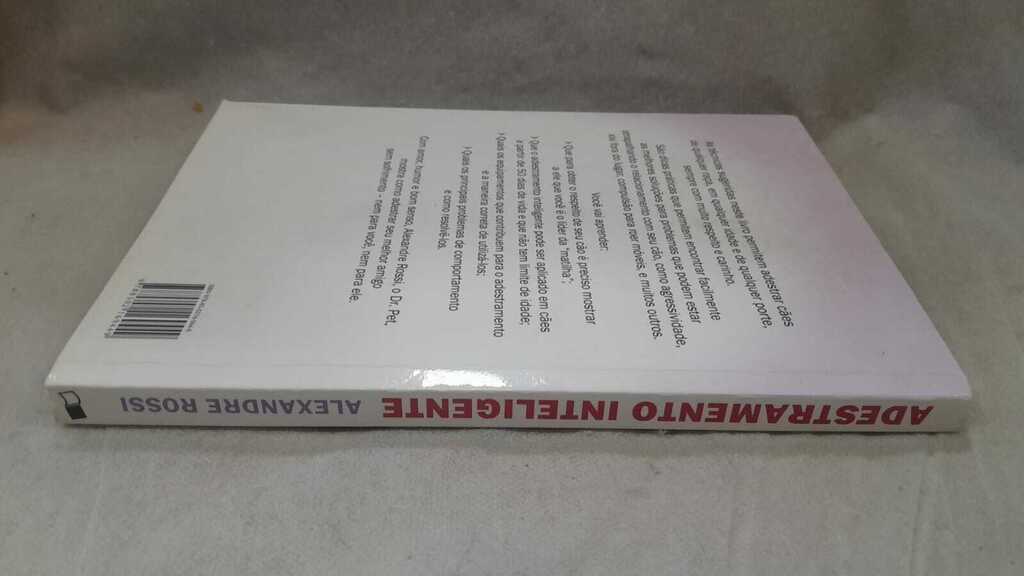 As técnicas sugeridas neste livro permitem adestrar cães
de qualquer raça, em qualquer idade e de qualquer porte,
sempre com muito respeito e carinho.
São dicas práticas que permitem encontrar facilmente
as melhores soluções para problemas que podem estar
atrapalhando o relacionamento com seu cão, como agressividade,
xixi fora do lugar, compulsão para roer móveis, e muitos outros.
Você vai aprender:
› Que para obter o respeito de seu cão é preciso mostrar
a ele que você é o líder da "matilha";
› Que o adestramento inteligente pode ser aplicado em cães
a partir de 50 dias de vida e que não tem limite de idade;
› Quais os equipamentos que contribuem para o adestramento
e a maneira correta de utilizá-los;
› Quais os principais problemas de comportamento
e como resolvê-los.
Com amor, humor e bom senso, Alexandre Rossi, o Dr. Pet,
mostra como adestrar seu melhor amigo,
sem sofrimento - nem para você, nem para ele.
ADESTRAMENTO INTELIGENTE ALEXANDRE ROSSI